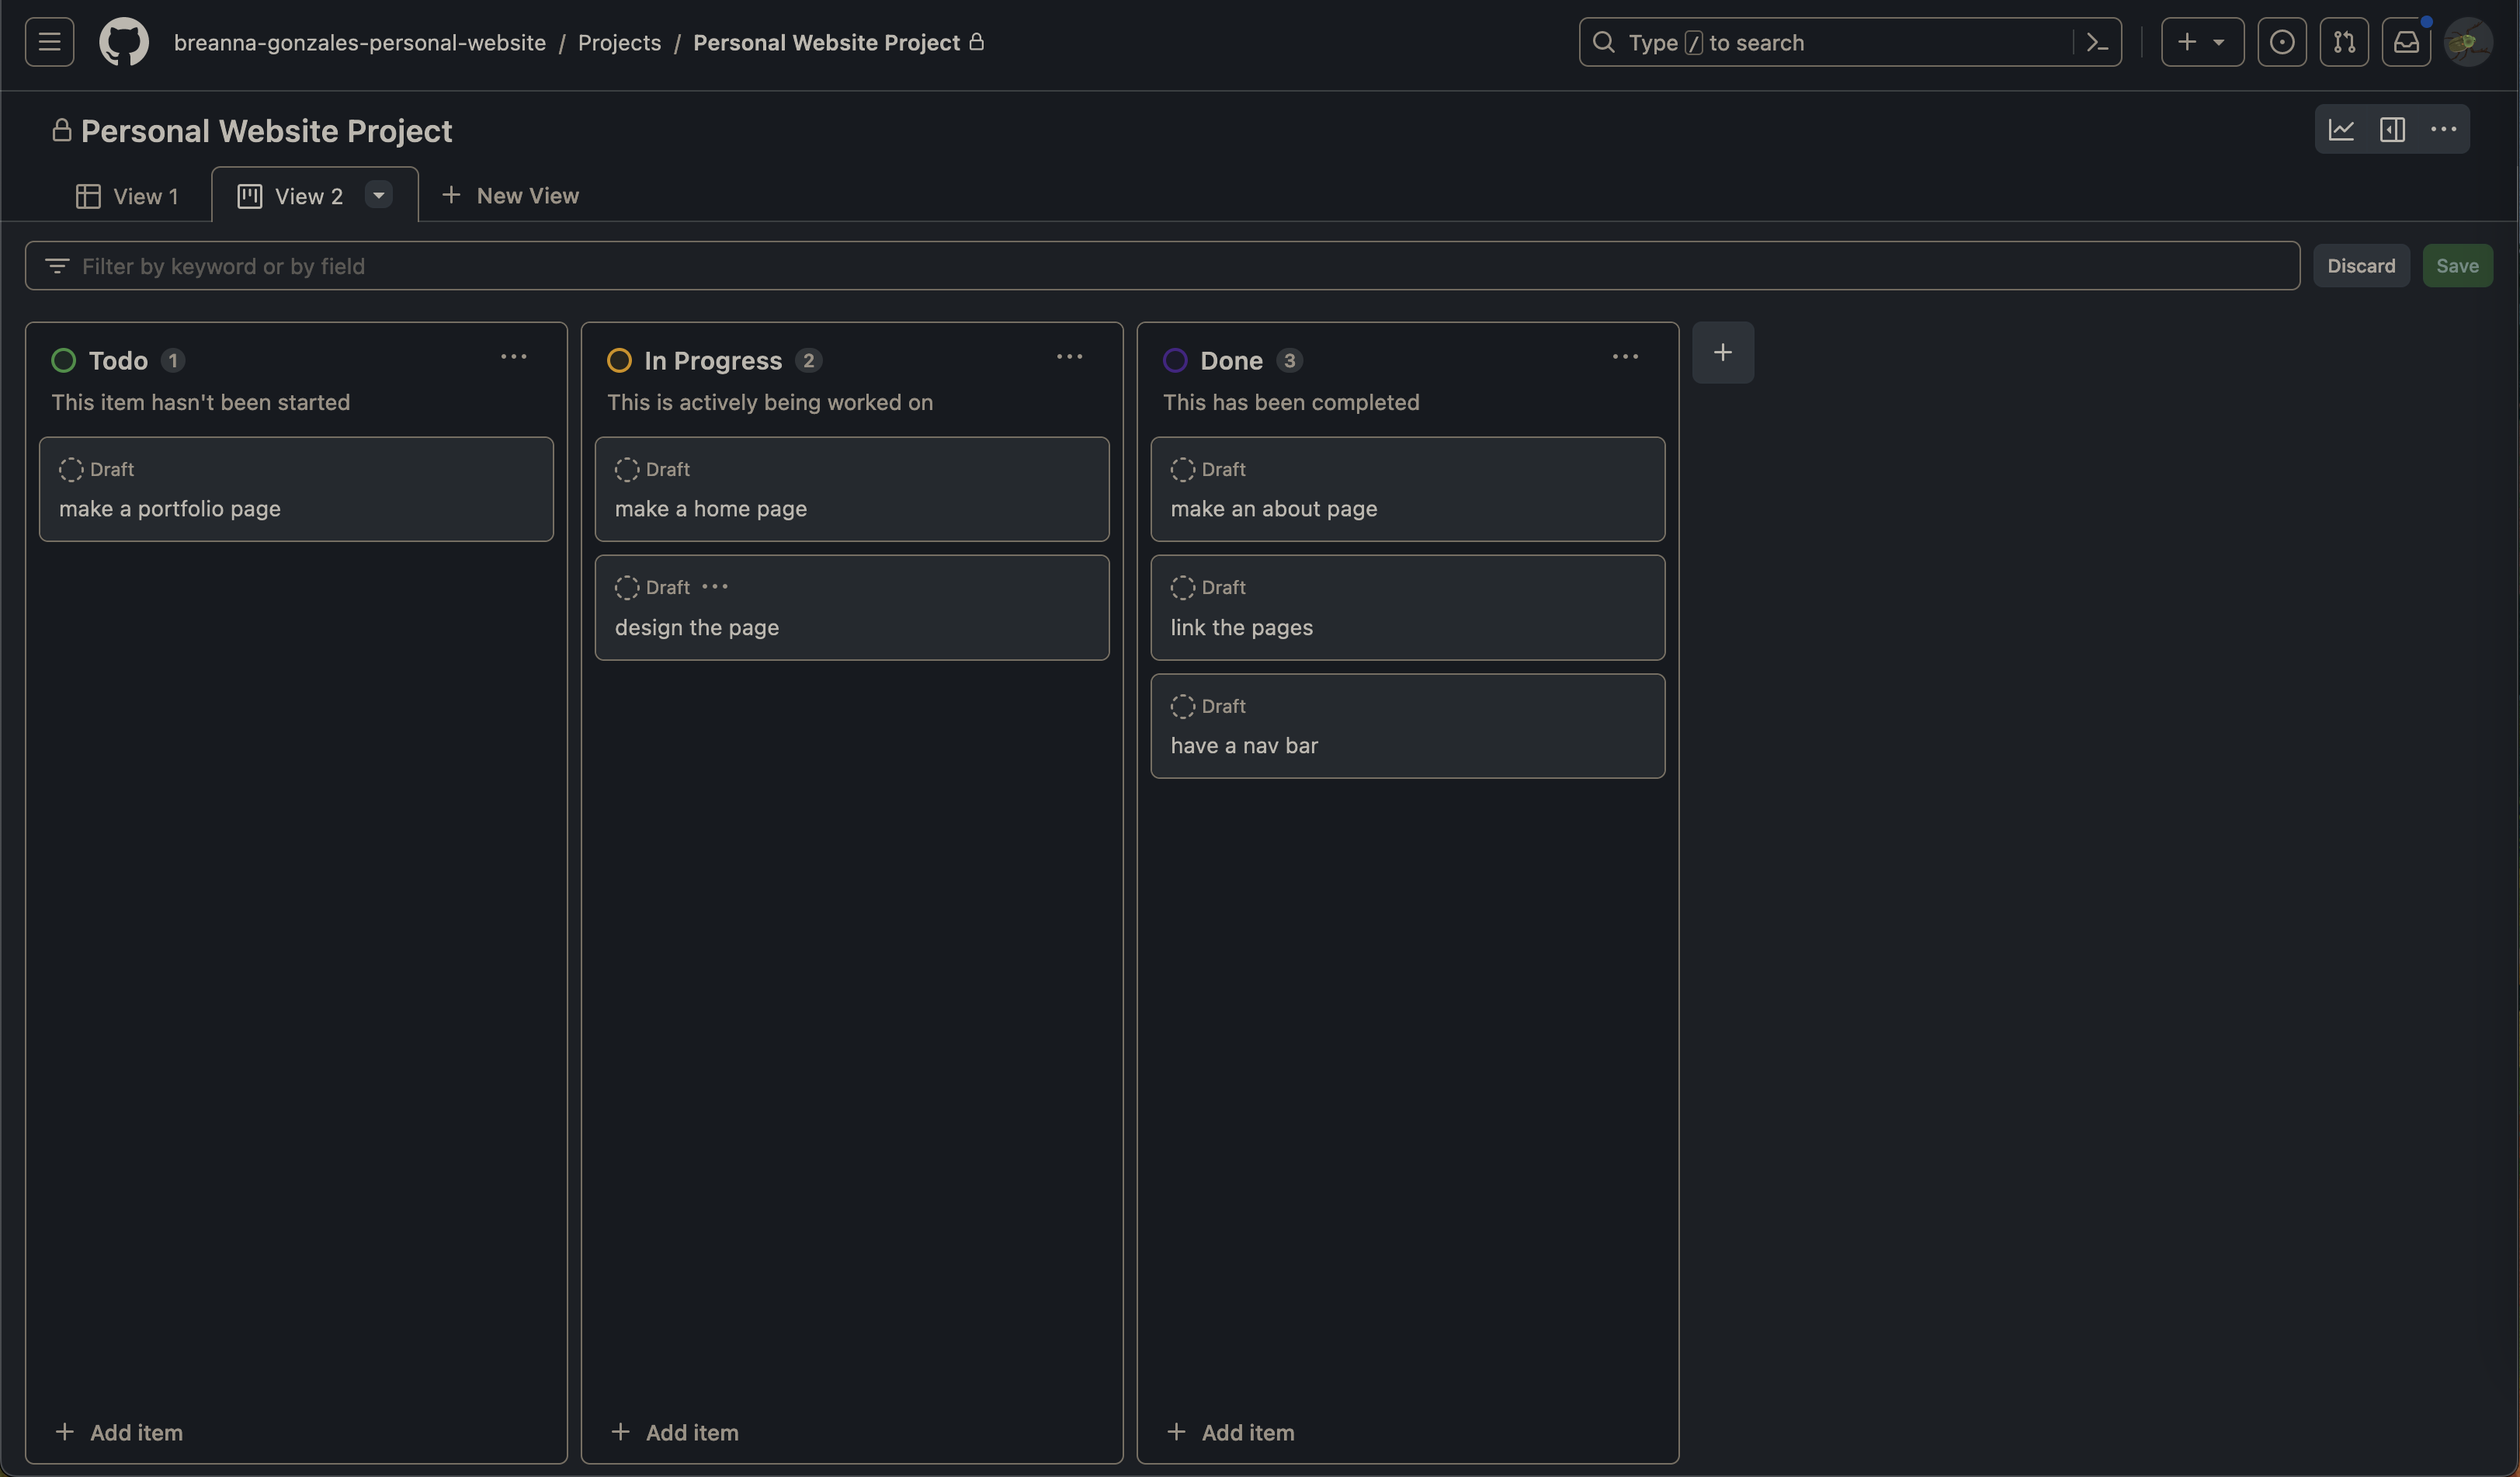 breanna-gonzales-personal-website / Projects / Personal Website Project
Type / to search
Personal Website Project
View 1
View 2
New View
Filter by keyword or by field
Discard
Save
Todo 1
This item hasn't been started
Draft
make a portfolio page
Add item
In Progress 2
This is actively being worked on
Draft
make a home page
Draft
design the page
Add item
Done 3
This has been completed
Draft
make an about page
Draft
link the pages
Draft
have a nav bar
Add item